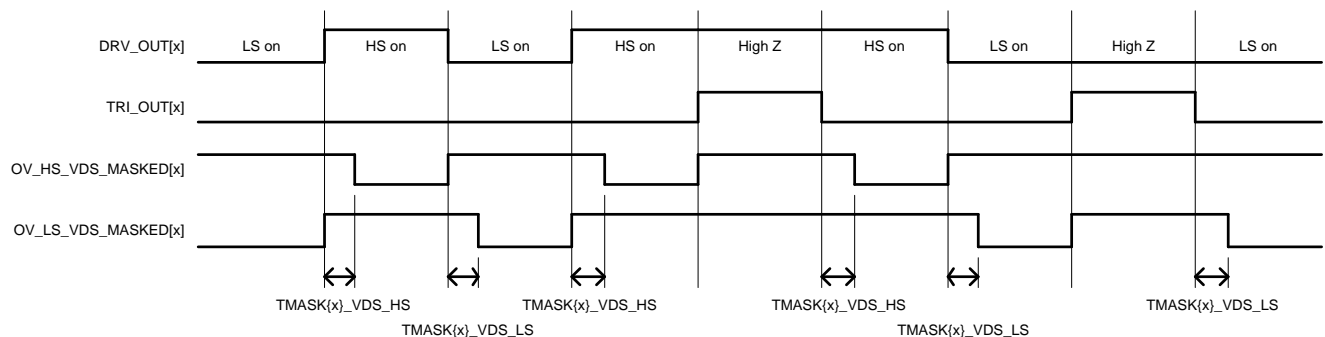 DRV_OUT[x] LS on HS on LS on HS on High Z HS on LS on High Z LS on
TRI_OUT[x]
OV_HS_VDS_MASKED[x]
OV_LS_VDS_MASKED[x]
TMASK{x}_VDS_HS TMASK{x}_VDS_HS TMASK{x}_VDS_HS TMASK{x}_VDS_LS
TMASK{x}_VDS_LS TMASK{x}_VDS_LS